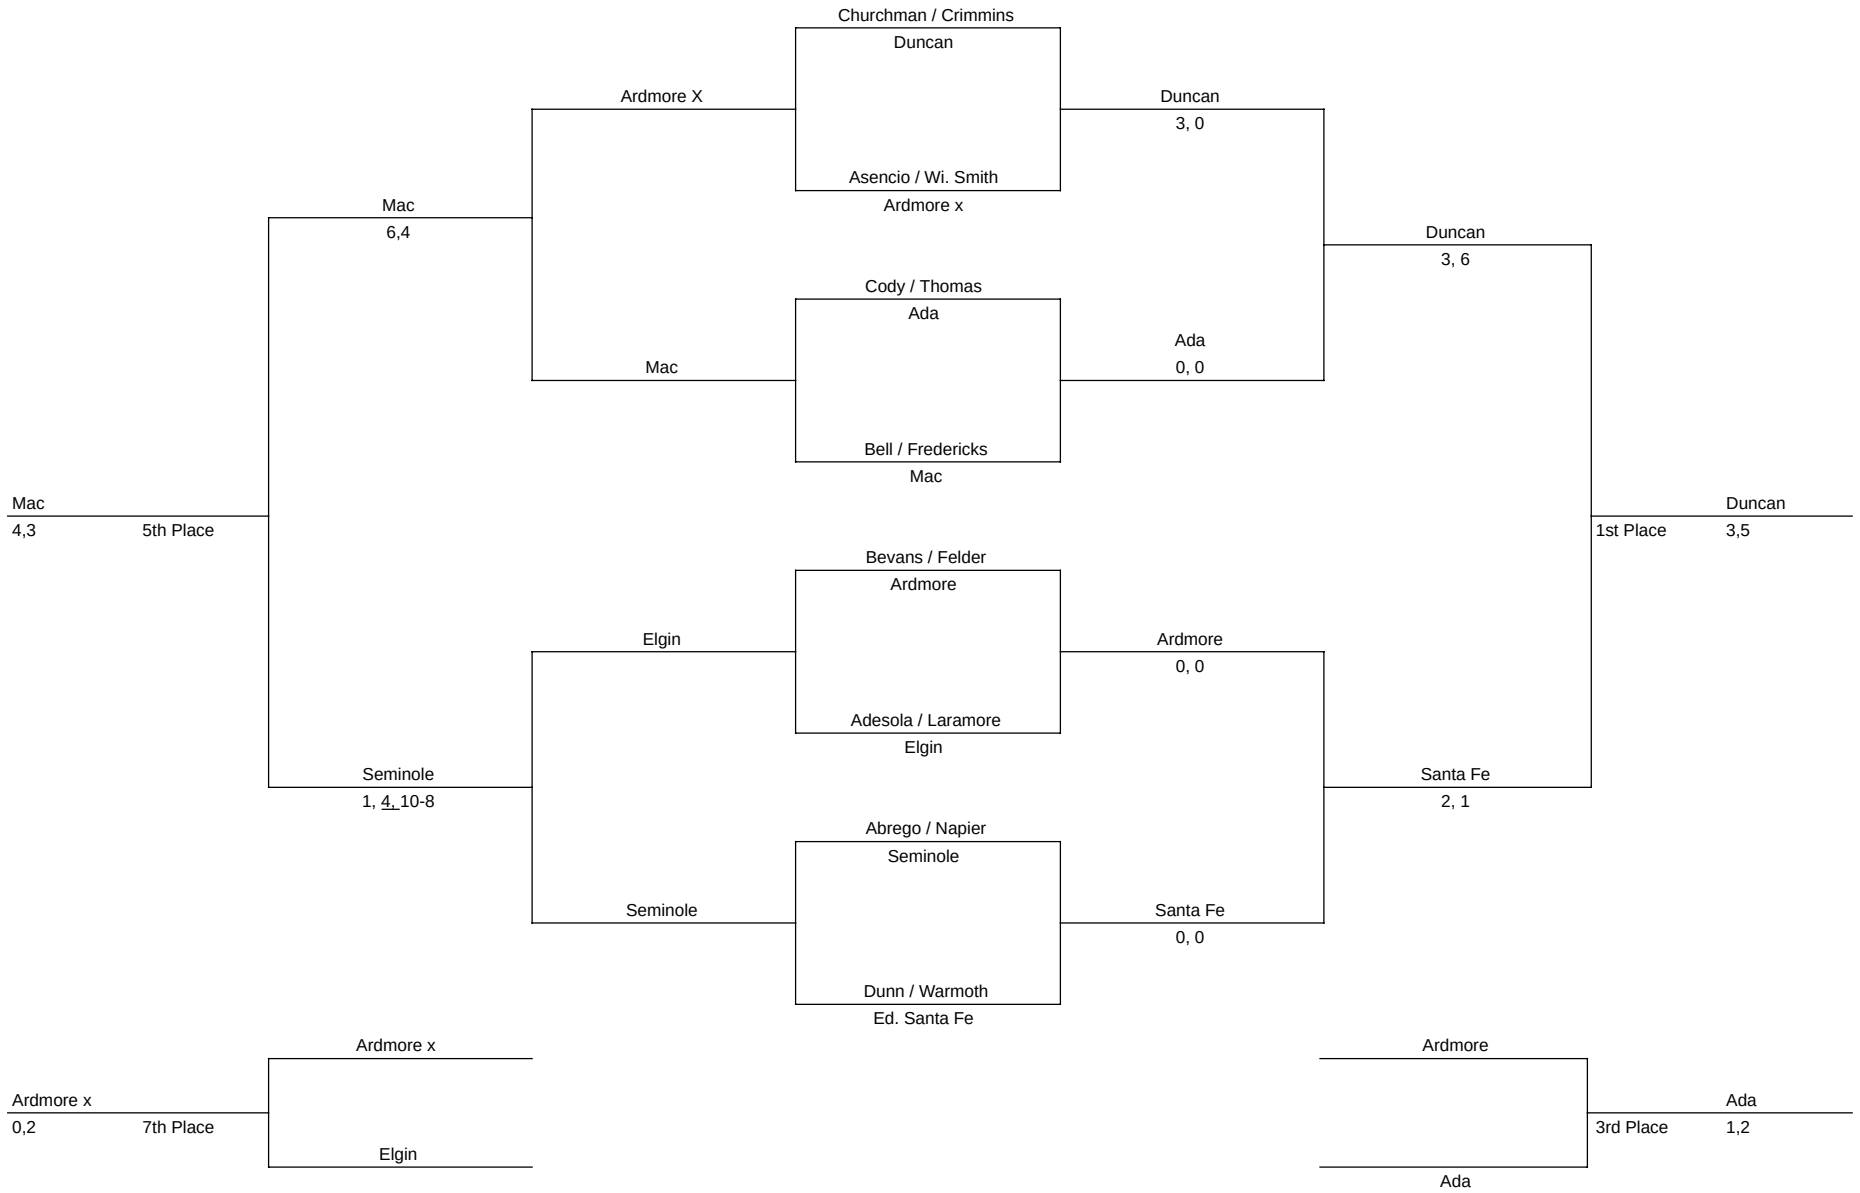 Churchman / Crimmins
Duncan
Ardmore X
Duncan
3, 0
Asencio / Wi. Smith
Mac
Ardmore x
6,4
Duncan
3, 6
Cody / Thomas
Ada
Ada
Mac
0, 0
Bell / Fredericks
Mac
Mac
Duncan
4,3
5th Place
1st Place
3,5
Bevans / Felder
Ardmore
Elgin
Ardmore
0, 0
Adesola / Laramore
Elgin
Seminole
Santa Fe
1, 4, 10-8
2, 1
Abrego / Napier
Seminole
Seminole
Santa Fe
0, 0
Dunn / Warmoth
Ed. Santa Fe
Ardmore x
Ardmore
Ardmore x
Ada
0,2
7th Place
3rd Place
1,2
Elgin
Ada